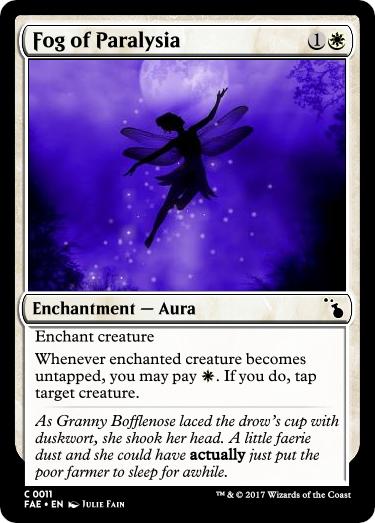 Fog of Paralysia 1
Enchantment — Aura
Enchant creature
Whenever enchanted creature becomes
untapped, you may pay. If you do, tap
target creature.
As Granny Bofflenose laced the drow's cup with
duskwort, she shook her head. A little faerie
dust and she could have actually just put the
poor farmer to sleep for awhile.
C 0011
FAE • EN JULIE FAIN
™ & © 2017 Wizards of the Coast